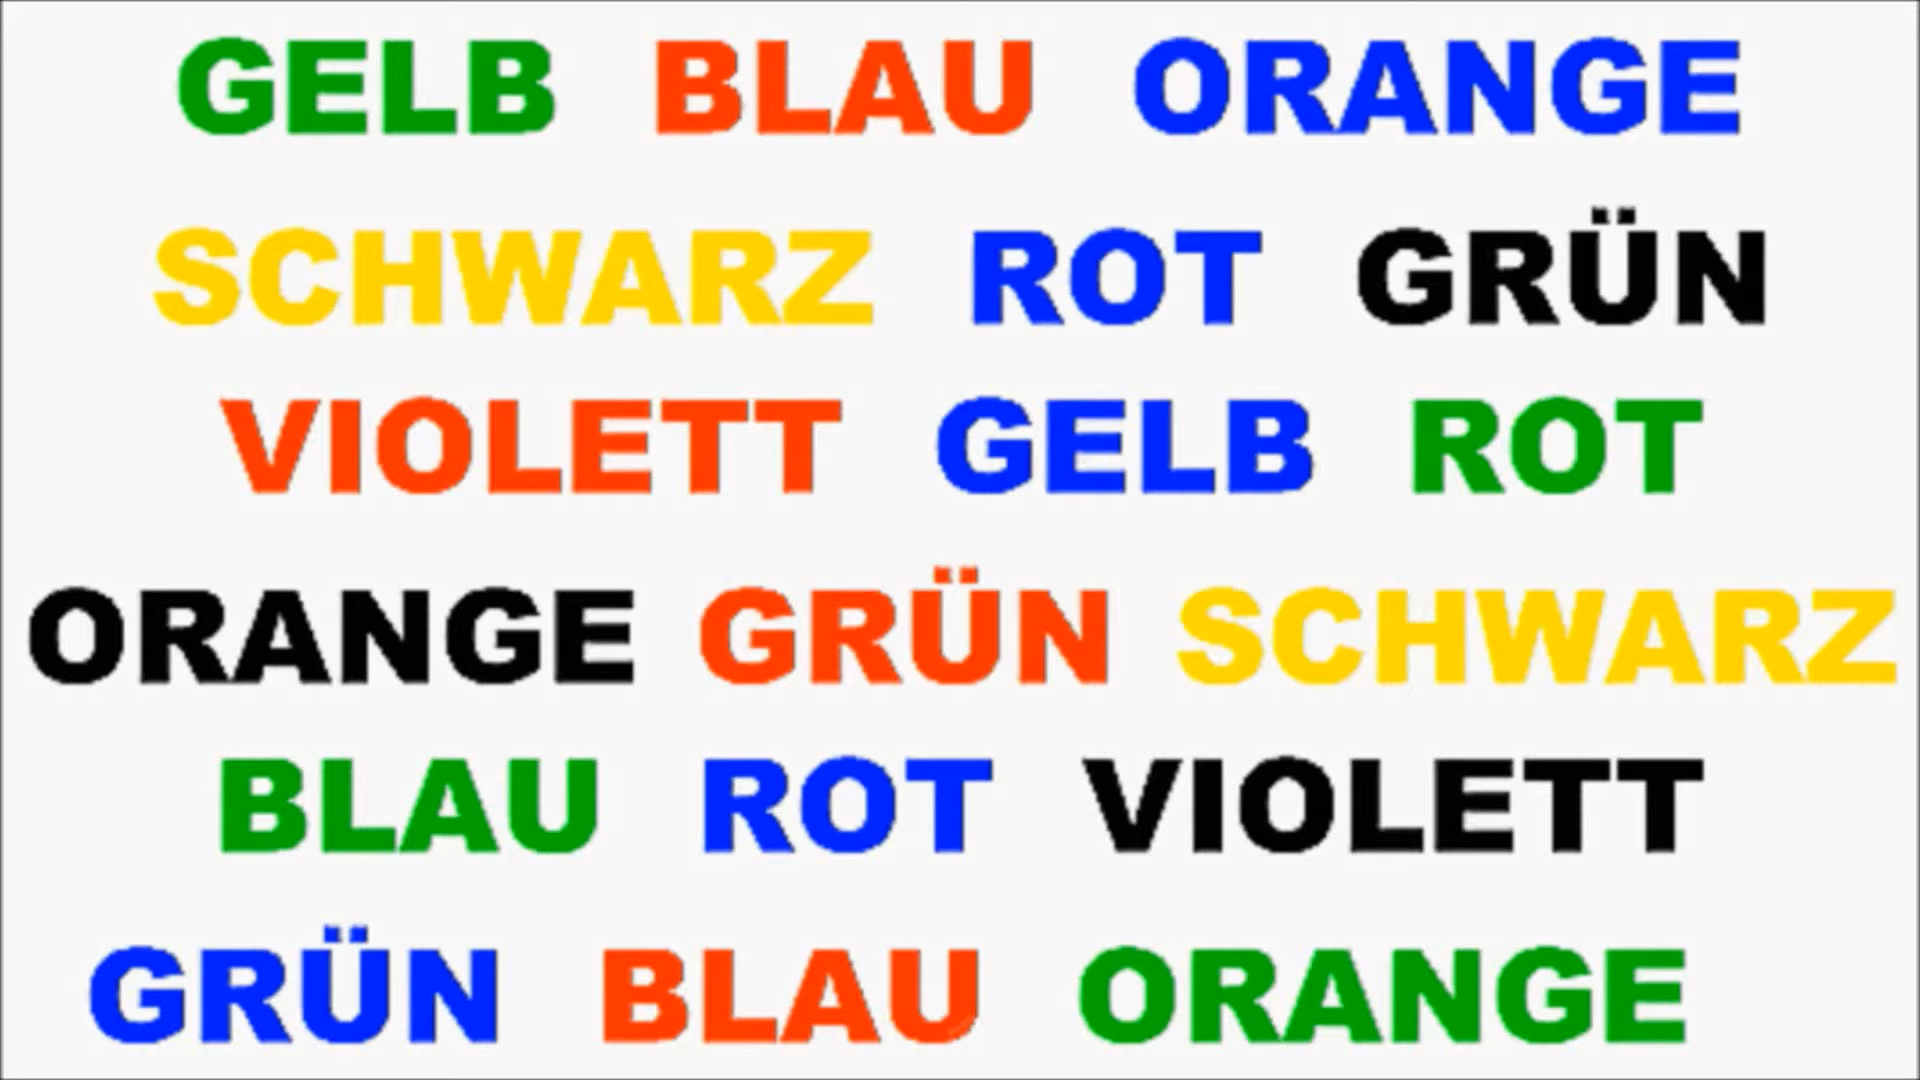 GELB BLAU ORANGE
SCHWARZ ROT GRÜN
VIOLETT GELB ROT
ORANGE GRÜN SCHWARZ
BLAU ROT VIOLETT
GRÜN BLAU ORANGE